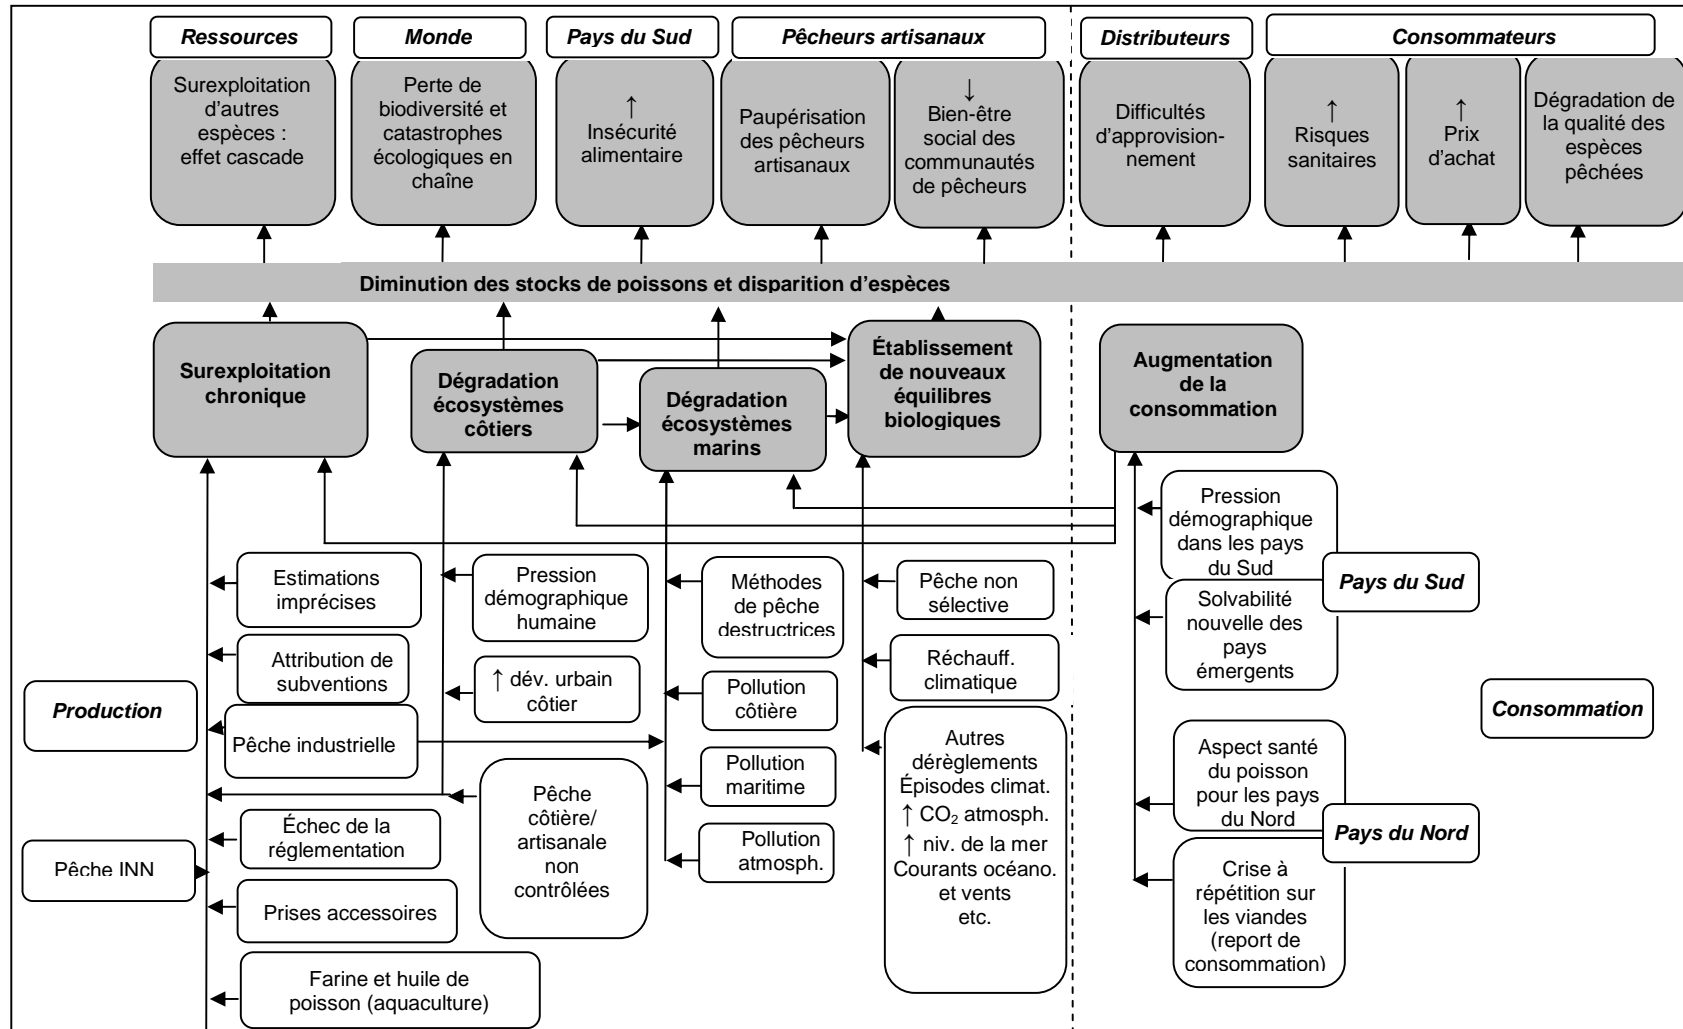 Ressources
Monde
Pays du Sud
Pêcheurs artisanaux
Distributeurs
Consommateurs
Surexploitation
d'autres
espèces :
effet cascade
Perte de
biodiversité et
catastrophes
écologiques en
chaîne
↑
Insécurité
alimentaire
Paupérisation
des pêcheurs
artisanaux
↓
Bien-être
social des
communautés
de pêcheurs
Difficultés
d'approvision-
nement
↑
Risques
sanitaires
↑
Prix
d'achat
Dégradation de
la qualité des
espèces
pêchées
Diminution des stocks de poissons et disparition d'espèces
Surexploitation
chronique
Dégradation
écosystèmes
côtiers
Dégradation
écosystèmes
marins
Établissement
de nouveaux
équilibres
biologiques
Augmentation
de la
consommation
Production
Pêche INN
Estimations
imprécises
Attribution de
subventions
Pêche industrielle
Échec de la
réglementation
Prises accessoires
Farine et huile de
poisson (aquaculture)
Pression
démographique
humaine
↑ dév. urbain
côtier
Pêche
côtière/
artisanale
non
contrôlées
Méthodes
de pêche
destructrices
Pollution
côtière
Pollution
maritime
Pollution
atmosph.
Pêche non
sélective
Réchauff.
climatique
Autres
dérèglements
Épisodes climat.
↑ CO₂ atmosph.
↑ niv. de la mer
Courants océano.
et vents
etc.
Pression
démographique
dans les pays
du Sud
Solvabilité
nouvelle des
pays
émergents
Pays du Sud
Aspect santé
du poisson
pour les pays
du Nord
Crise à
répétition sur
les viandes
(report de
consommation)
Pays du Nord
Consommation